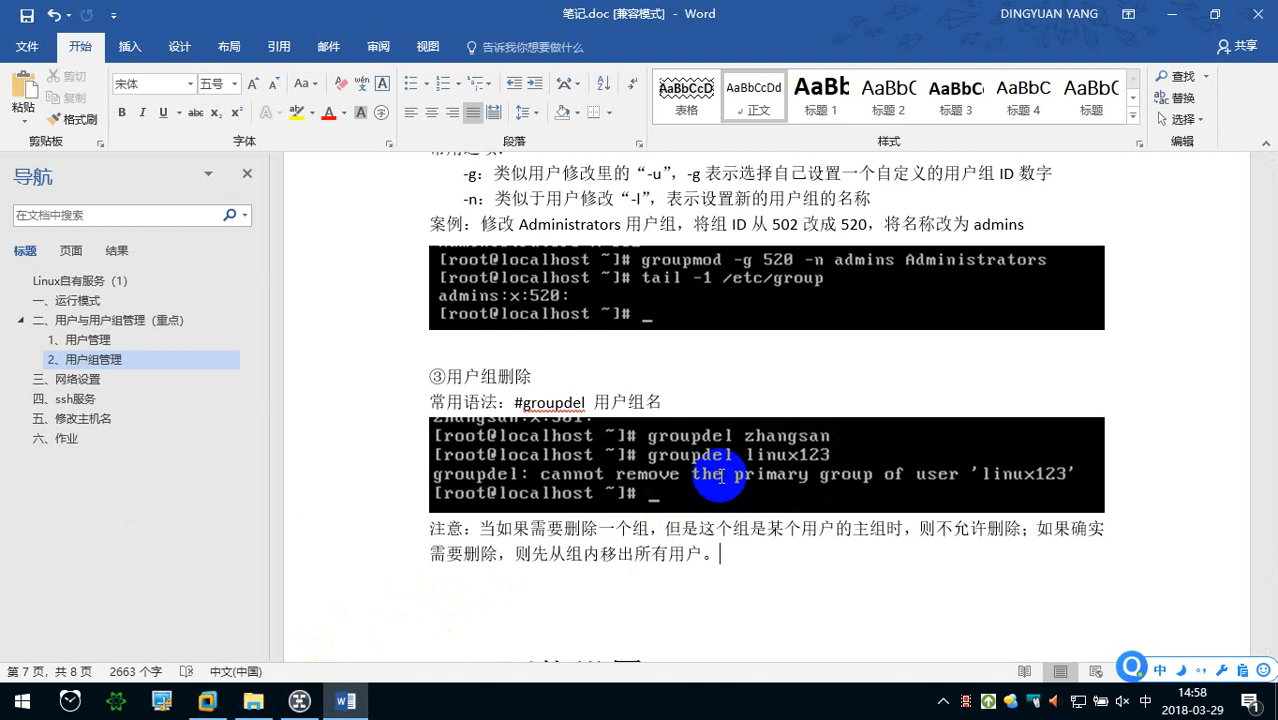 笔记.doc [兼容模式] - Word
DINGYUAN YANG
文件 开始 插入 设计 布局 引用 邮件 审阅 视图 告诉我你想要做什么 共享
粘贴 剪切 复制 格式刷
宋体 五号
AaBbCcD 表格
AaBbCcDd 正文
AaBb 标题 1
AaBbC 标题 2
AaBbC 标题 3
AaBbC 标题 4
AaBbC 标题
查找
替换
选择
剪贴板 字体 段落 样式 编辑
导航
在文档中搜索
标题 页面 结果
Linux自有服务（1）
一、运行模式
二、用户与用户组管理（重点）
1、用户管理
2、用户组管理
三、网络设置
四、ssh服务
五、修改主机名
六、作业
-g：类似用户修改里的“-u”，-g 表示选择自己设置一个自定义的用户组 ID 数字
-n：类似于用户修改“-l”，表示设置新的用户组的名称
案例：修改 Administrators 用户组，将组 ID 从 502 改成 520，将名称改为 admins
[root@localhost ~]# groupmod -g 520 -n admins Administrators
[root@localhost ~]# tail -1 /etc/group
admins:x:520:
[root@localhost ~]# _
③用户组删除
常用语法：#groupdel 用户组名
zhangsan:x:501:
[root@localhost ~]# groupdel zhangsan
[root@localhost ~]# groupdel linux123
groupdel: cannot remove the primary group of user 'linux123'
[root@localhost ~]# _
注意：当如果需要删除一个组，但是这个组是某个用户的主组时，则不允许删除；如果确实
需要删除，则先从组内移出所有用户。
第 7 页，共 8 页 2663 个字 中文(中国)
中
中 14:58
2018-03-29